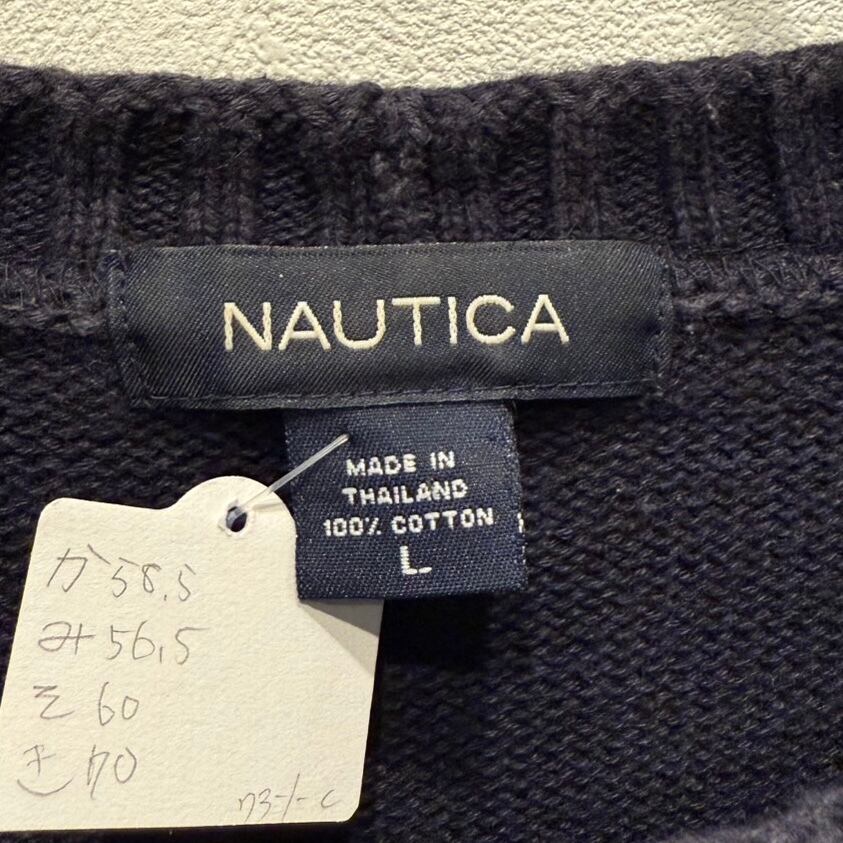 NAUTICA
MADE IN
THAILAND
100% COTTON
L
か58.5
み56.5
そ60
き70